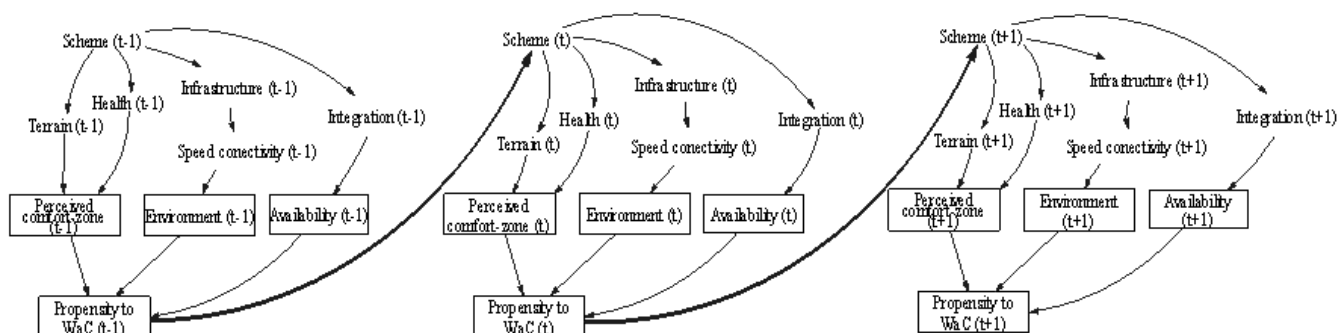 Scheme (t-1)
Infrastructure (t-1)
Health (t-1)
Terrain (t-1)
Integration (t-1)
Speed conectivity (t-1)
Perceived
comfort-zone
(t-1)
Environment (t-1)
Availability (t-1)
Propensity to
WaC (t-1)
Scheme (t)
Infrastructure (t)
Health (t)
Integration (t)
Terrain (t)
Speed conectivity (t)
Perceived
comfort-zone (t)
Environment (t)
Availability (t)
Propensity to
WaC (t)
Scheme (t+1)
Infrastructure (t+1)
Health (t+1)
Integration (t+1)
Terrain (t+1)
Speed conectivity (t+1)
Perceived
comfort-zone
(t+1)
Environment
(t+1)
Availability
(t+1)
Propensity to
WaC (t+1)